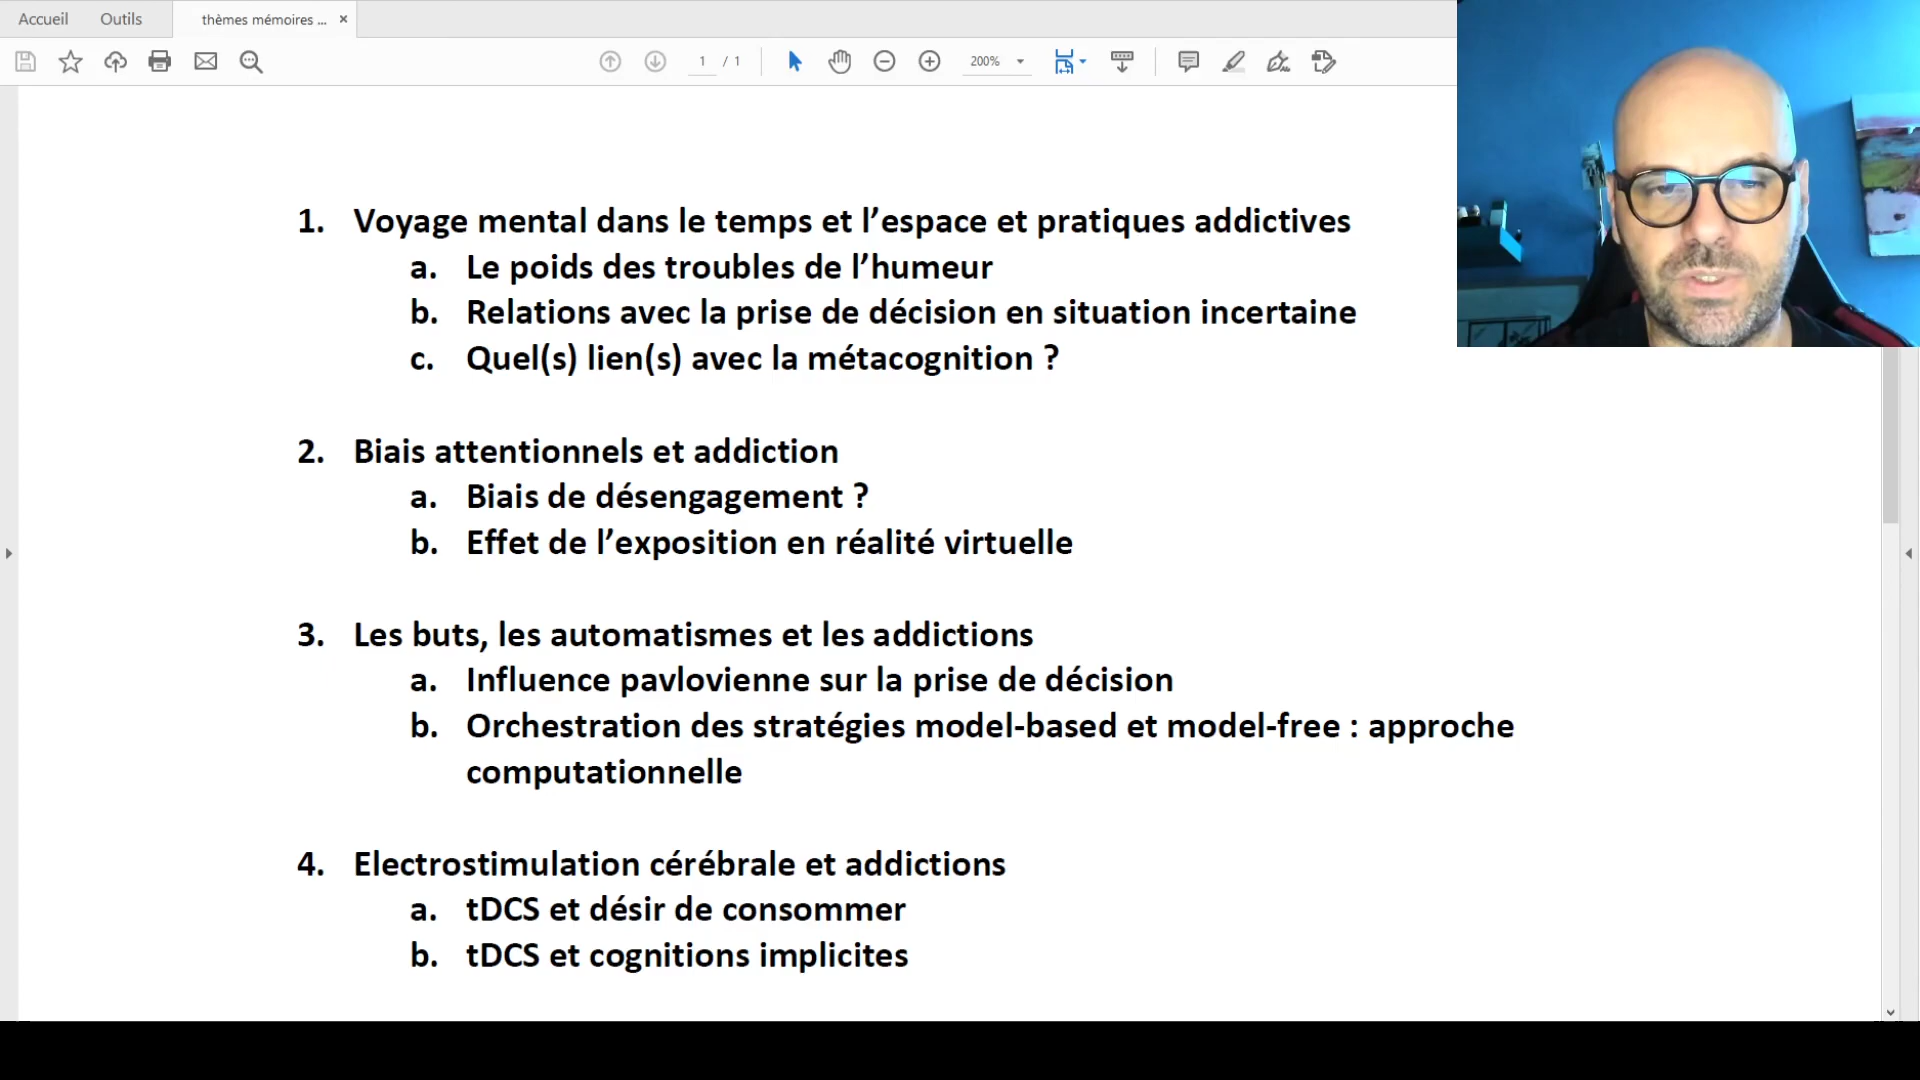 Accueil Outils thèmes mémoires ... ×
1 / 1 200%
1. Voyage mental dans le temps et l’espace et pratiques addictives
a. Le poids des troubles de l’humeur
b. Relations avec la prise de décision en situation incertaine
c. Quel(s) lien(s) avec la métacognition ?
2. Biais attentionnels et addiction
a. Biais de désengagement ?
b. Effet de l’exposition en réalité virtuelle
3. Les buts, les automatismes et les addictions
a. Influence pavlovienne sur la prise de décision
b. Orchestration des stratégies model-based et model-free : approche
computationnelle
4. Electrostimulation cérébrale et addictions
a. tDCS et désir de consommer
b. tDCS et cognitions implicites